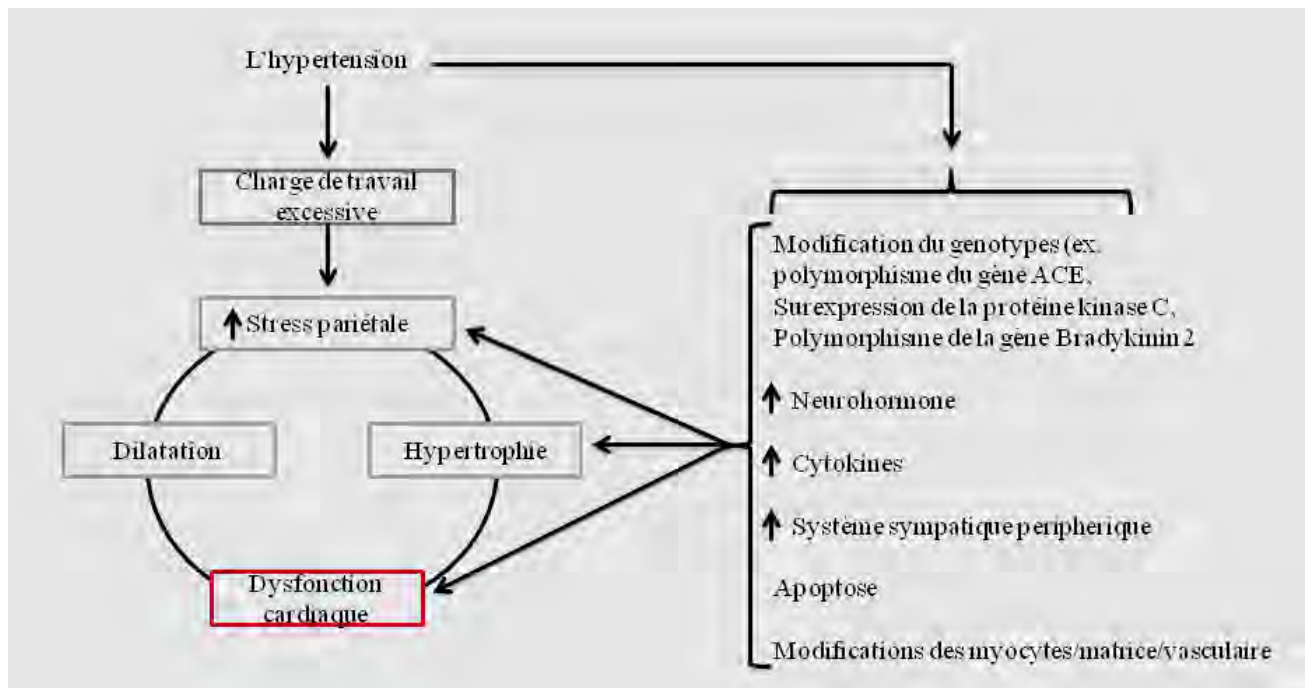 L'hypertension
Charge de travail
excessive
↑ Stress pariétale
Dilatation
Hypertrophie
Dysfonction
cardiaque
Modification du genotypes (ex.
polymorphisme du gène ACE,
Surexpression de la protéine kinase C,
Polymorphisme de la gène Bradykinin 2
↑ Neurohormone
↑ Cytokines
↑ Système sympatique peripherique
Apoptose
Modifications des myocytes/matrice/vasculaire